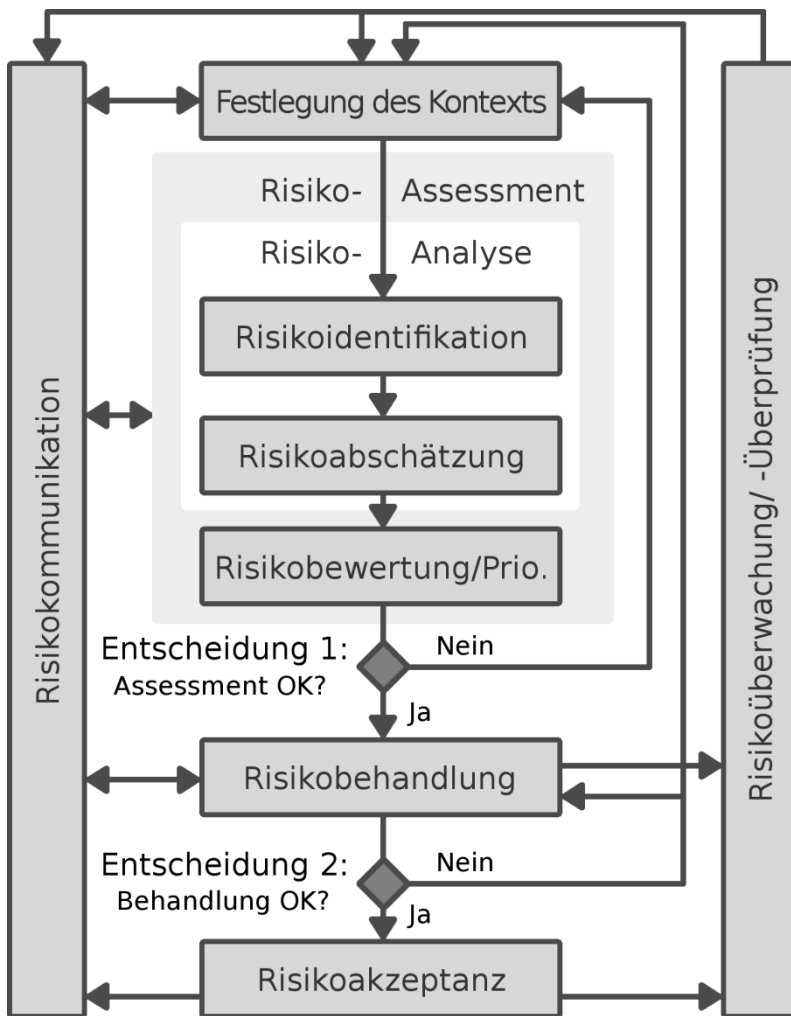 Festlegung des Kontexts
Risiko- Assessment
Risiko- Analyse
Risikoidentifikation
Risikoabschätzung
Risikobewertung/Prio.
Entscheidung 1:
Assessment OK?
Nein
Ja
Risikobehandlung
Entscheidung 2:
Behandlung OK?
Nein
Ja
Risikoakzeptanz
Risikokommunikation
Risikoüberwachung/ -Überprüfung